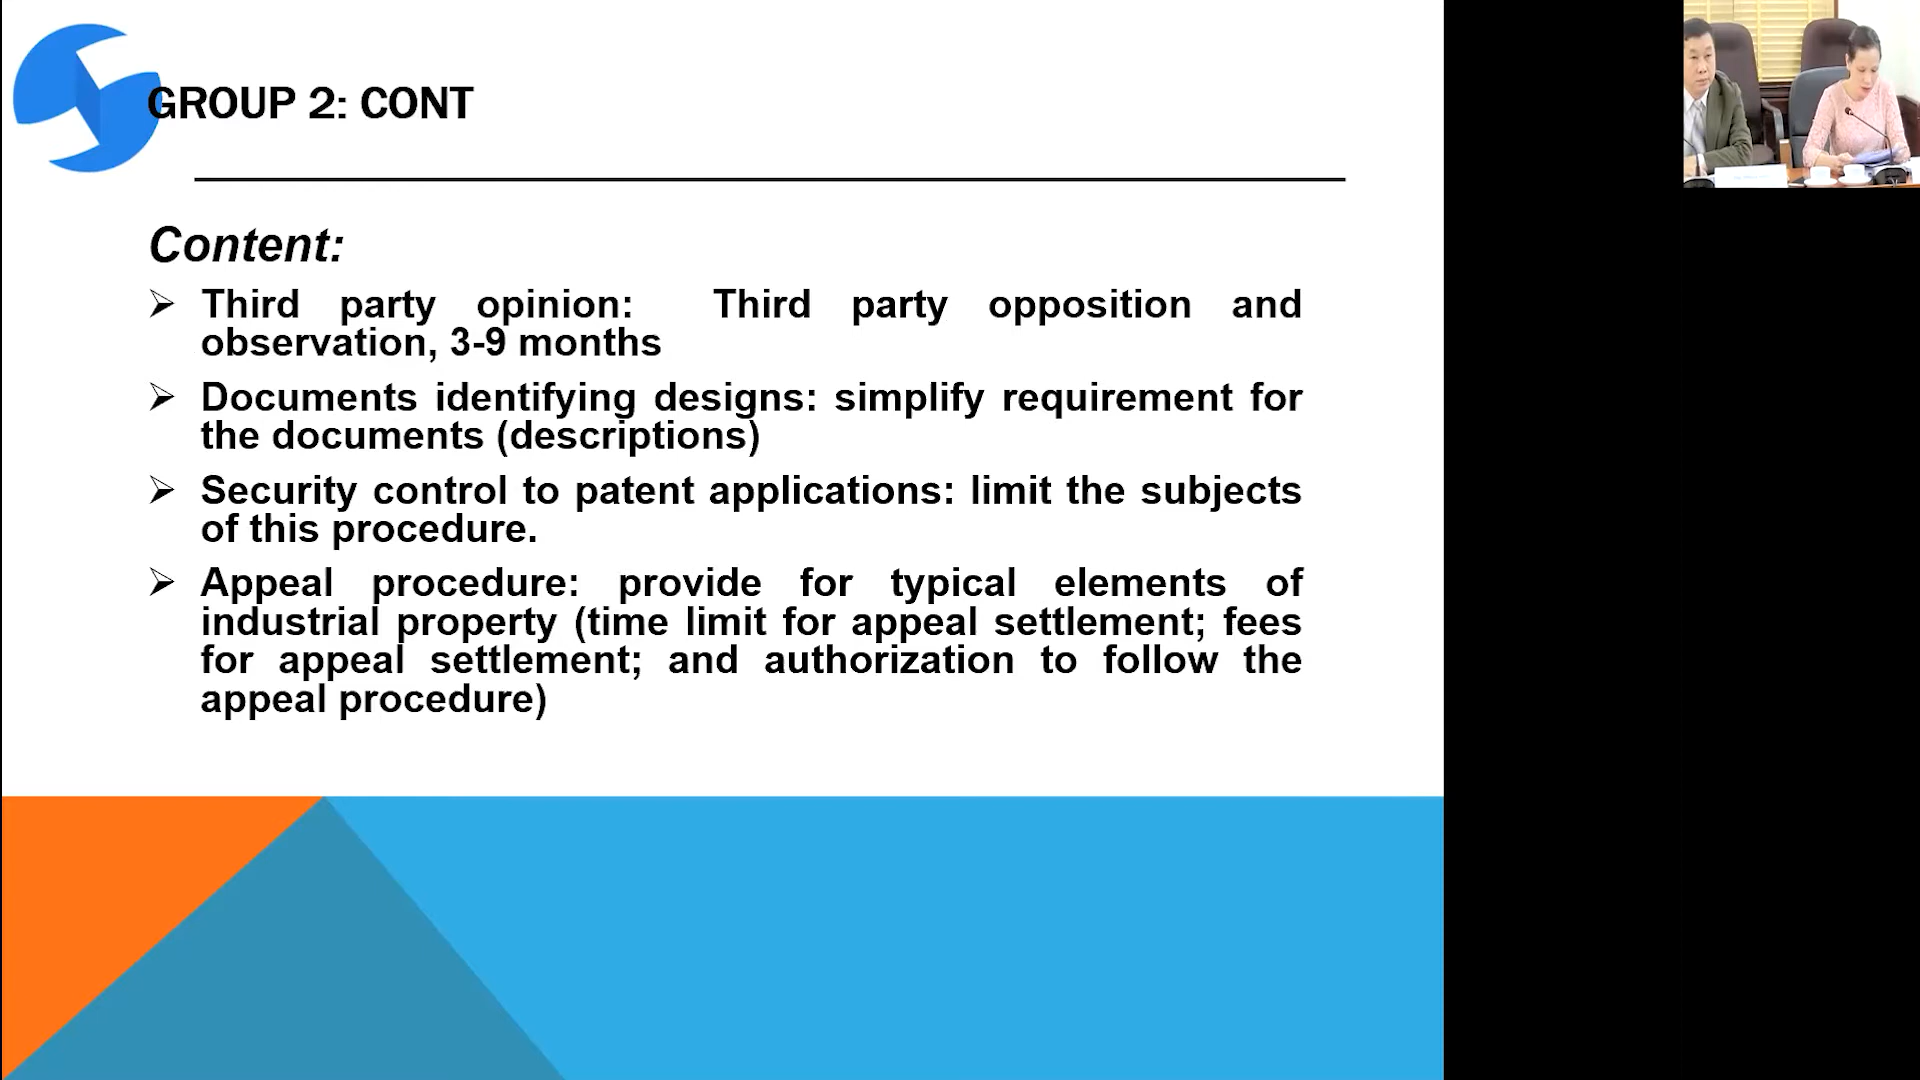 GROUP 2: CONT
Content:
Third party opinion: Third party opposition and
observation, 3-9 months
Documents identifying designs: simplify requirement for
the documents (descriptions)
Security control to patent applications: limit the subjects
of this procedure.
Appeal procedure: provide for typical elements of
industrial property (time limit for appeal settlement; fees
for appeal settlement; and authorization to follow the
appeal procedure)